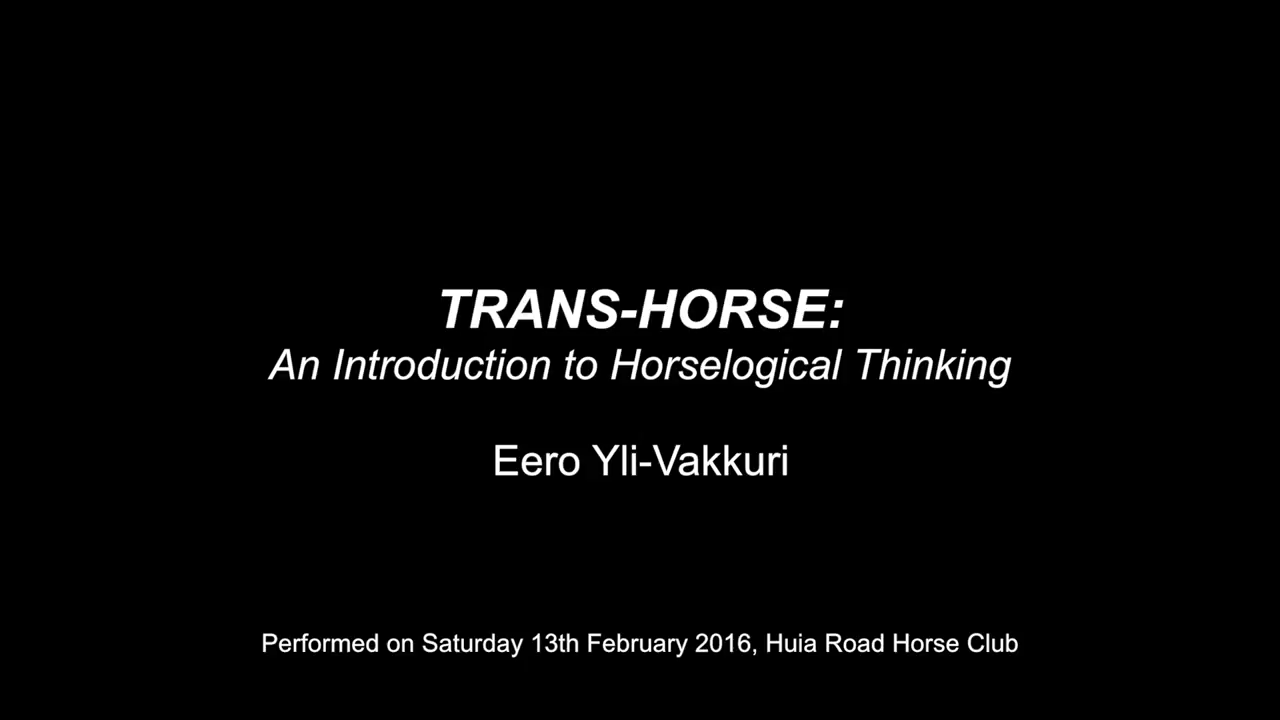 TRANS-HORSE:
An Introduction to Horselogical Thinking
Eero Yli-Vakkuri
Performed on Saturday 13th February 2016, Huia Road Horse Club